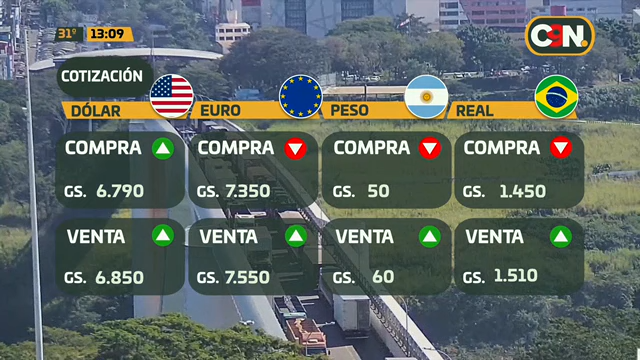 31º 13:09
C9N.
COTIZACIÓN
DÓLAR EURO PESO REAL
COMPRA COMPRA COMPRA COMPRA
GS. 6.790 GS. 7.350 GS. 50 GS. 1.450
VENTA VENTA VENTA VENTA
GS. 6.850 GS. 7.550 GS. 60 GS. 1.510